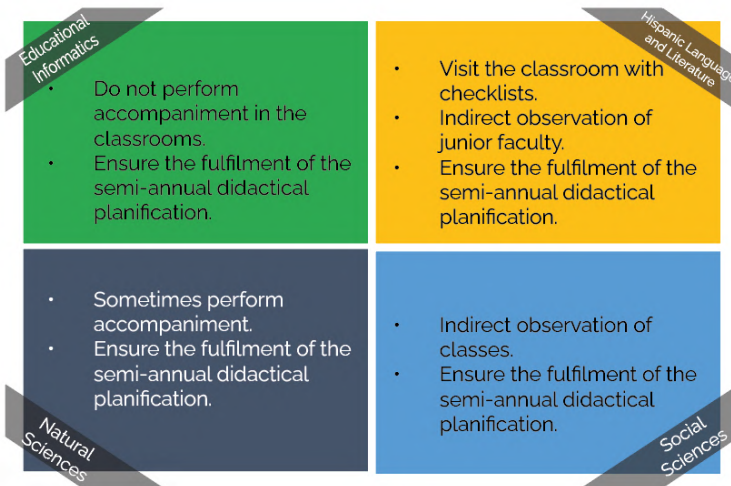 Educational
Informatics
• Do not perform
accompaniment in the
classrooms.
• Ensure the fulfilment of the
semi-annual didactical
planification.
Hispanic Language
and Literature
• Visit the classroom with
checklists.
• Indirect observation of
junior faculty.
• Ensure the fulfilment of the
semi-annual didactical
planification.
• Sometimes perform
accompaniment.
• Ensure the fulfilment of the
semi-annual didactical
planification.
Natural
Sciences
• Indirect observation of
classes.
• Ensure the fulfilment of the
semi-annual didactical
planification.
Social
Sciences